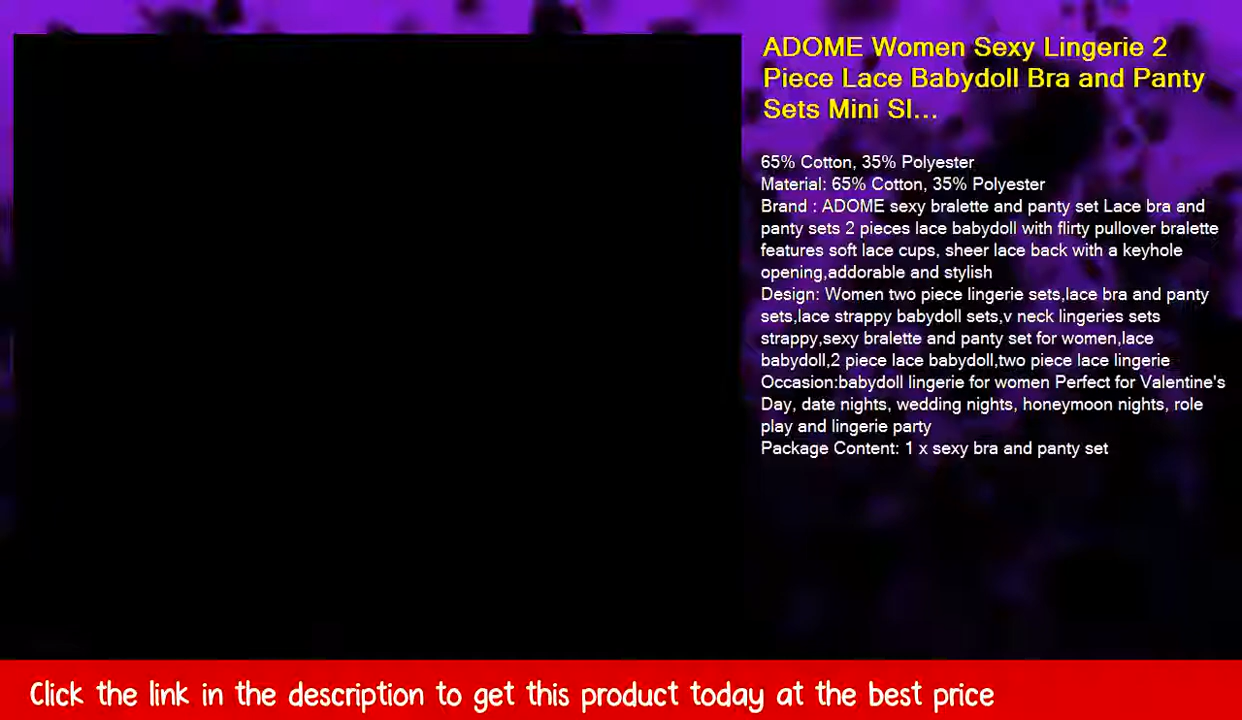 ADOME Women Sexy Lingerie 2
Piece Lace Babydoll Bra and Panty
Sets Mini Sl...
65% Cotton, 35% Polyester
Material: 65% Cotton, 35% Polyester
Brand : ADOME sexy bralette and panty set Lace bra and
panty sets 2 pieces lace babydoll with flirty pullover bralette
features soft lace cups, sheer lace back with a keyhole
opening,addorable and stylish
Design: Women two piece lingerie sets,lace bra and panty
sets,lace strappy babydoll sets,v neck lingeries sets
strappy,sexy bralette and panty set for women,lace
babydoll,2 piece lace babydoll,two piece lace lingerie
Occasion:babydoll lingerie for women Perfect for Valentine's
Day, date nights, wedding nights, honeymoon nights, role
play and lingerie party
Package Content: 1 x sexy bra and panty set
Click the link in the description to get this product today at the best price